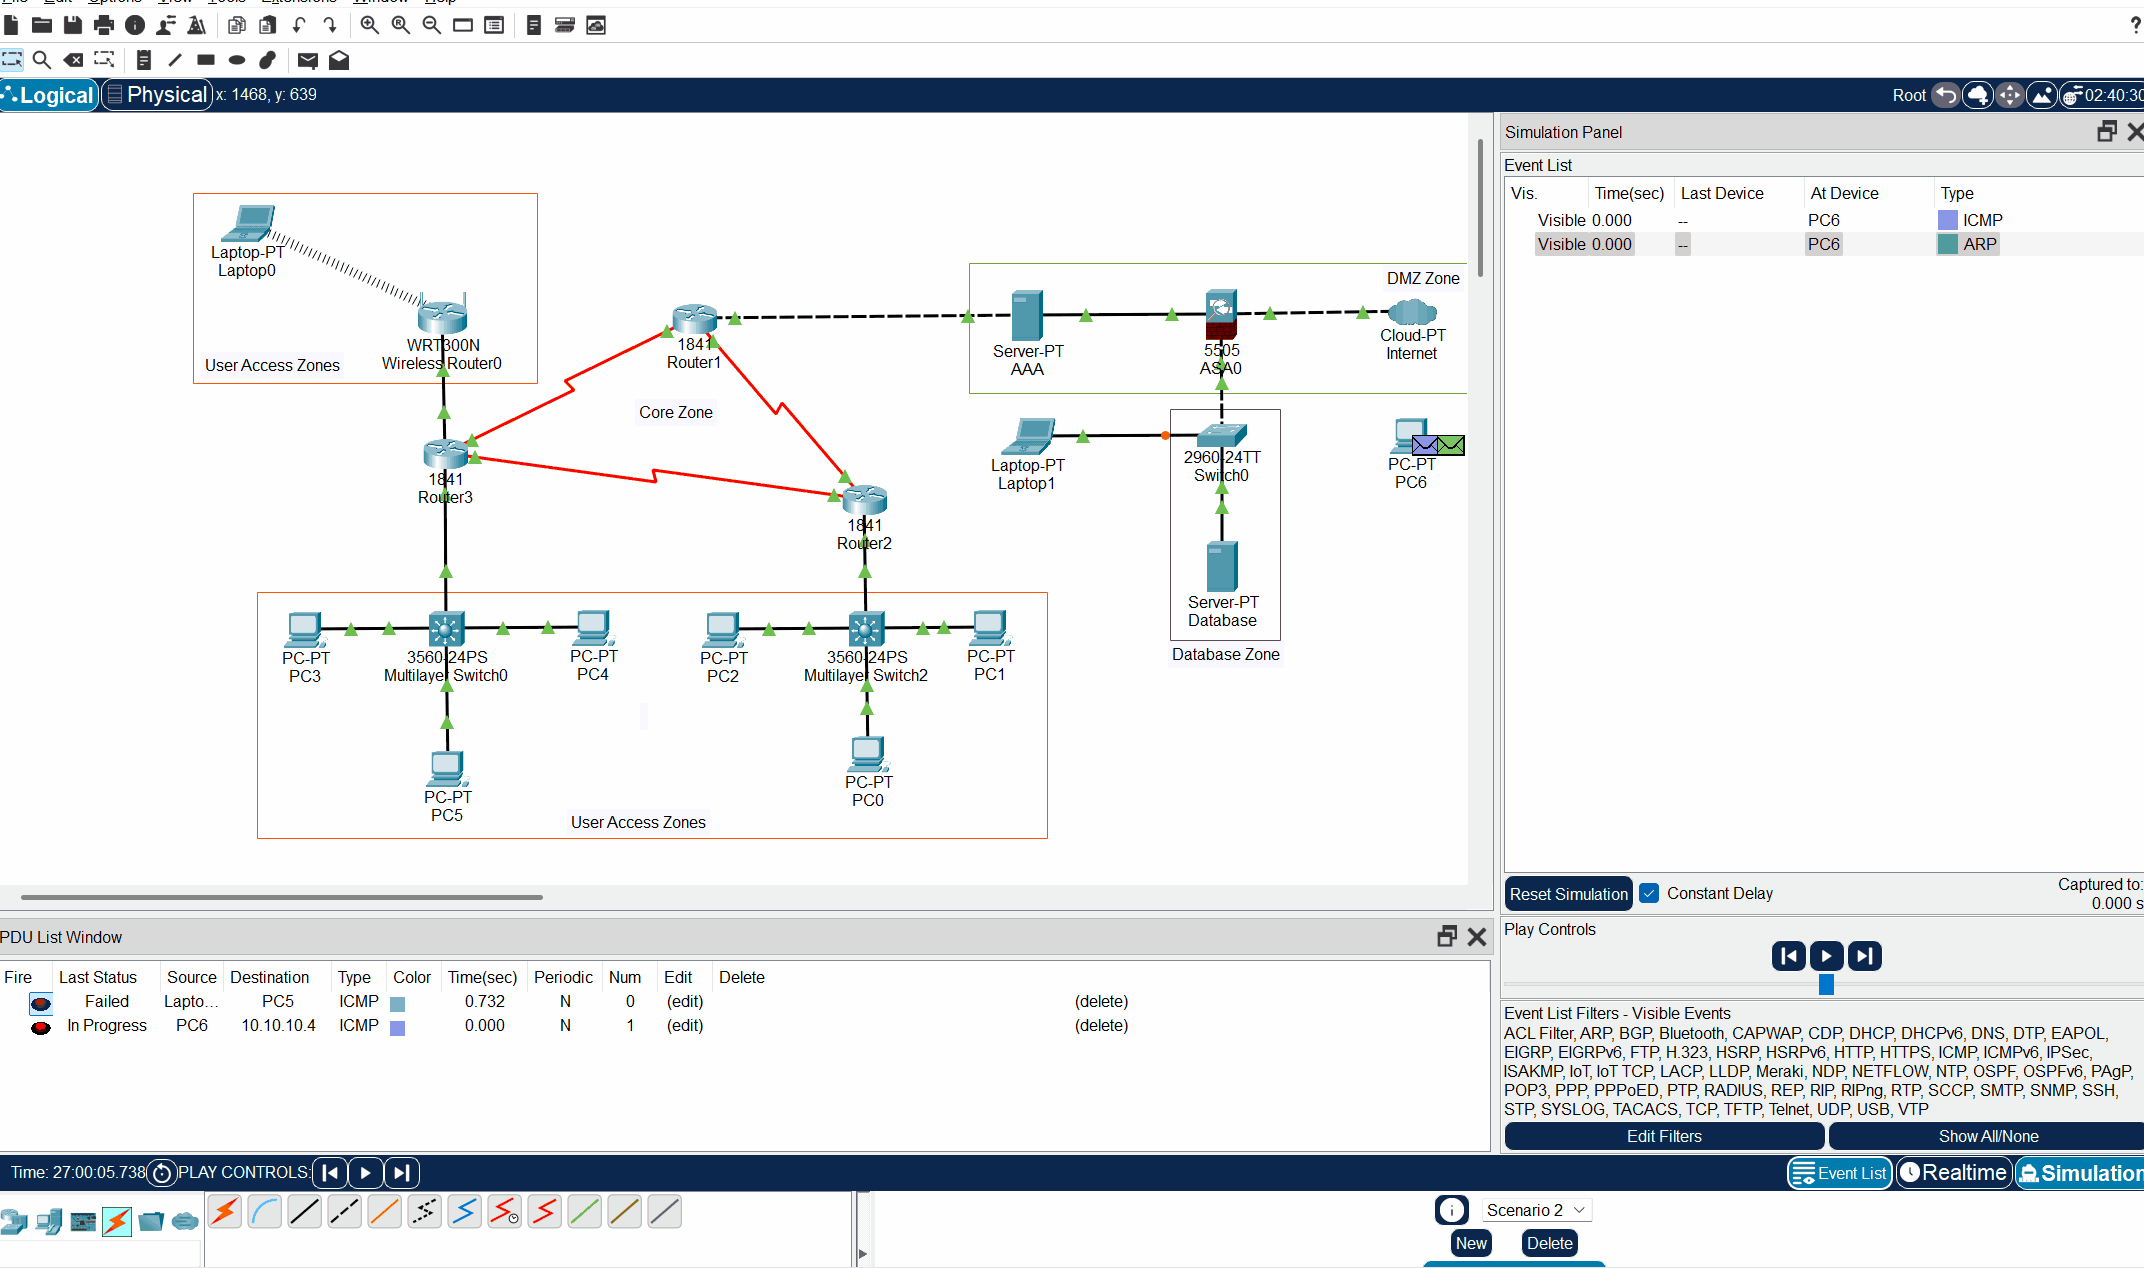 File Edit Options View Tools Extensions Window Help
?
Logical Physical x: 1468, y: 639 Root 02:40:30
Simulation Panel
Event List
Vis. Time(sec) Last Device At Device Type
Visible 0.000 -- PC6 ICMP
Visible 0.000 -- PC6 ARP
Laptop-PT
Laptop0
WRT300N
Wireless Router0
User Access Zones
1841
Router1
Core Zone
DMZ Zone
Server-PT
AAA
5505
ASA0
Cloud-PT
Internet
1841
Router3
1841
Router2
Laptop-PT
Laptop1
2960-24TT
Switch0
PC-PT
PC6
Server-PT
Database
Database Zone
PC-PT
PC3
3560-24PS
Multilayer Switch0
PC-PT
PC4
PC-PT
PC2
3560-24PS
Multilayer Switch2
PC-PT
PC1
PC-PT
PC5
PC-PT
PC0
User Access Zones
Reset Simulation Constant Delay Captured to:
0.000 s
Play Controls
Event List Filters - Visible Events
ACL Filter, ARP, BGP, Bluetooth, CAPWAP, CDP, DHCP, DHCPv6, DNS, DTP, EAPOL,
EIGRP, EIGRPv6, FTP, H.323, HSRP, HSRPv6, HTTP, HTTPS, ICMP, ICMPv6, IPSec,
ISAKMP, IoT, IoT TCP, LACP, LLDP, Meraki, NDP, NETFLOW, NTP, OSPF, OSPFv6, PAgP,
POP3, PPP, PPPoED, PTP, RADIUS, REP, RIP, RIPng, RTP, SCCP, SMTP, SNMP, SSH,
STP, SYSLOG, TACACS, TCP, TFTP, Telnet, UDP, USB, VTP
Edit Filters Show All/None
PDU List Window
Fire Last Status Source Destination Type Color Time(sec) Periodic Num Edit Delete
Failed Lapto... PC5 ICMP 0.732 N 0 (edit) (delete)
In Progress PC6 10.10.10.4 ICMP 0.000 N 1 (edit) (delete)
Time: 27:00:05.738 PLAY CONTROLS: Event List Realtime Simulation
Scenario 2
New Delete